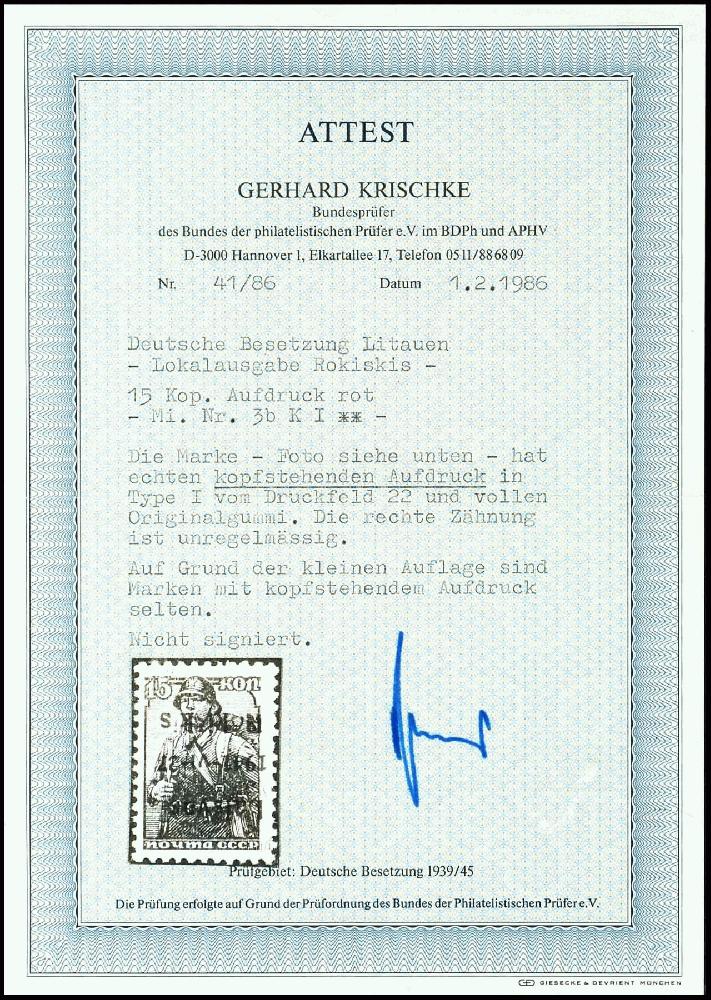 ATTEST
GERHARD KRISCHKE
Bundesprüfer
des Bundes der philatelistischen Prüfer e.V. im BDPh und APHV
D-3000 Hannover 1, Elkartallee 17, Telefon 0511/886809
Nr. 41/86 Datum 1.2.1986
Deutsche Besetzung Litauen
- Lokalausgabe Rokiskis -
15 Kop. Aufdruck rot
- Mi. Nr. 3b K I ** -
Die Marke - Foto siehe unten - hat
echten kopfstehenden Aufdruck in
Type I vom Druckfeld 22 und vollen
Originalgummi. Die rechte Zähnung
ist unregelmässig.
Auf Grund der kleinen Auflage sind
Marken mit kopfstehendem Aufdruck
selten.
Nicht signiert.
15 КОП
ПОЧТА СССР
Prüfgebiet: Deutsche Besetzung 1939/45
Die Prüfung erfolgte auf Grund der Prüfordnung des Bundes der Philatelistischen Prüfer e.V.
GIESECKE & DEVRIENT MÜNCHEN